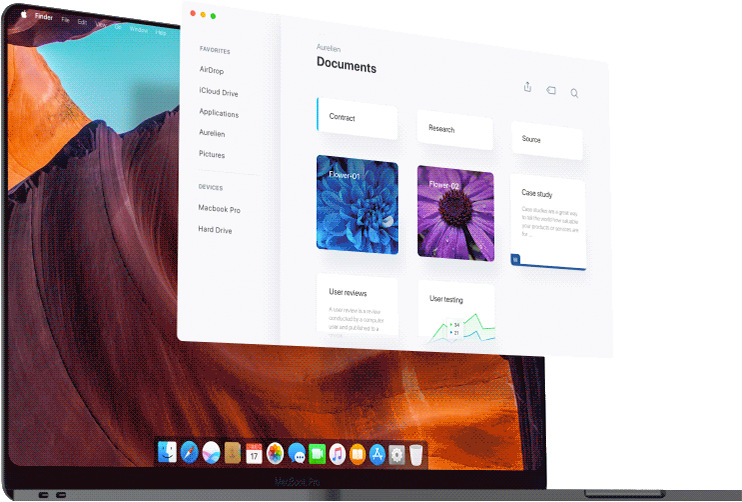 Finder File Edit View Go Window Help
FAVORITES
AirDrop
iCloud Drive
Applications
Aurelien
Pictures
DEVICES
Macbook Pro
Hard Drive
Aurelien
Documents
Contract
Research
Source
Flower-01
Flower-02
Case study
Case studies are a great way
to tell the world how valuable
your products or services are
for ...
User reviews
A user review is a review
conducted for a computer
user and published to a
User testing
54
21
17
MacBook Pro